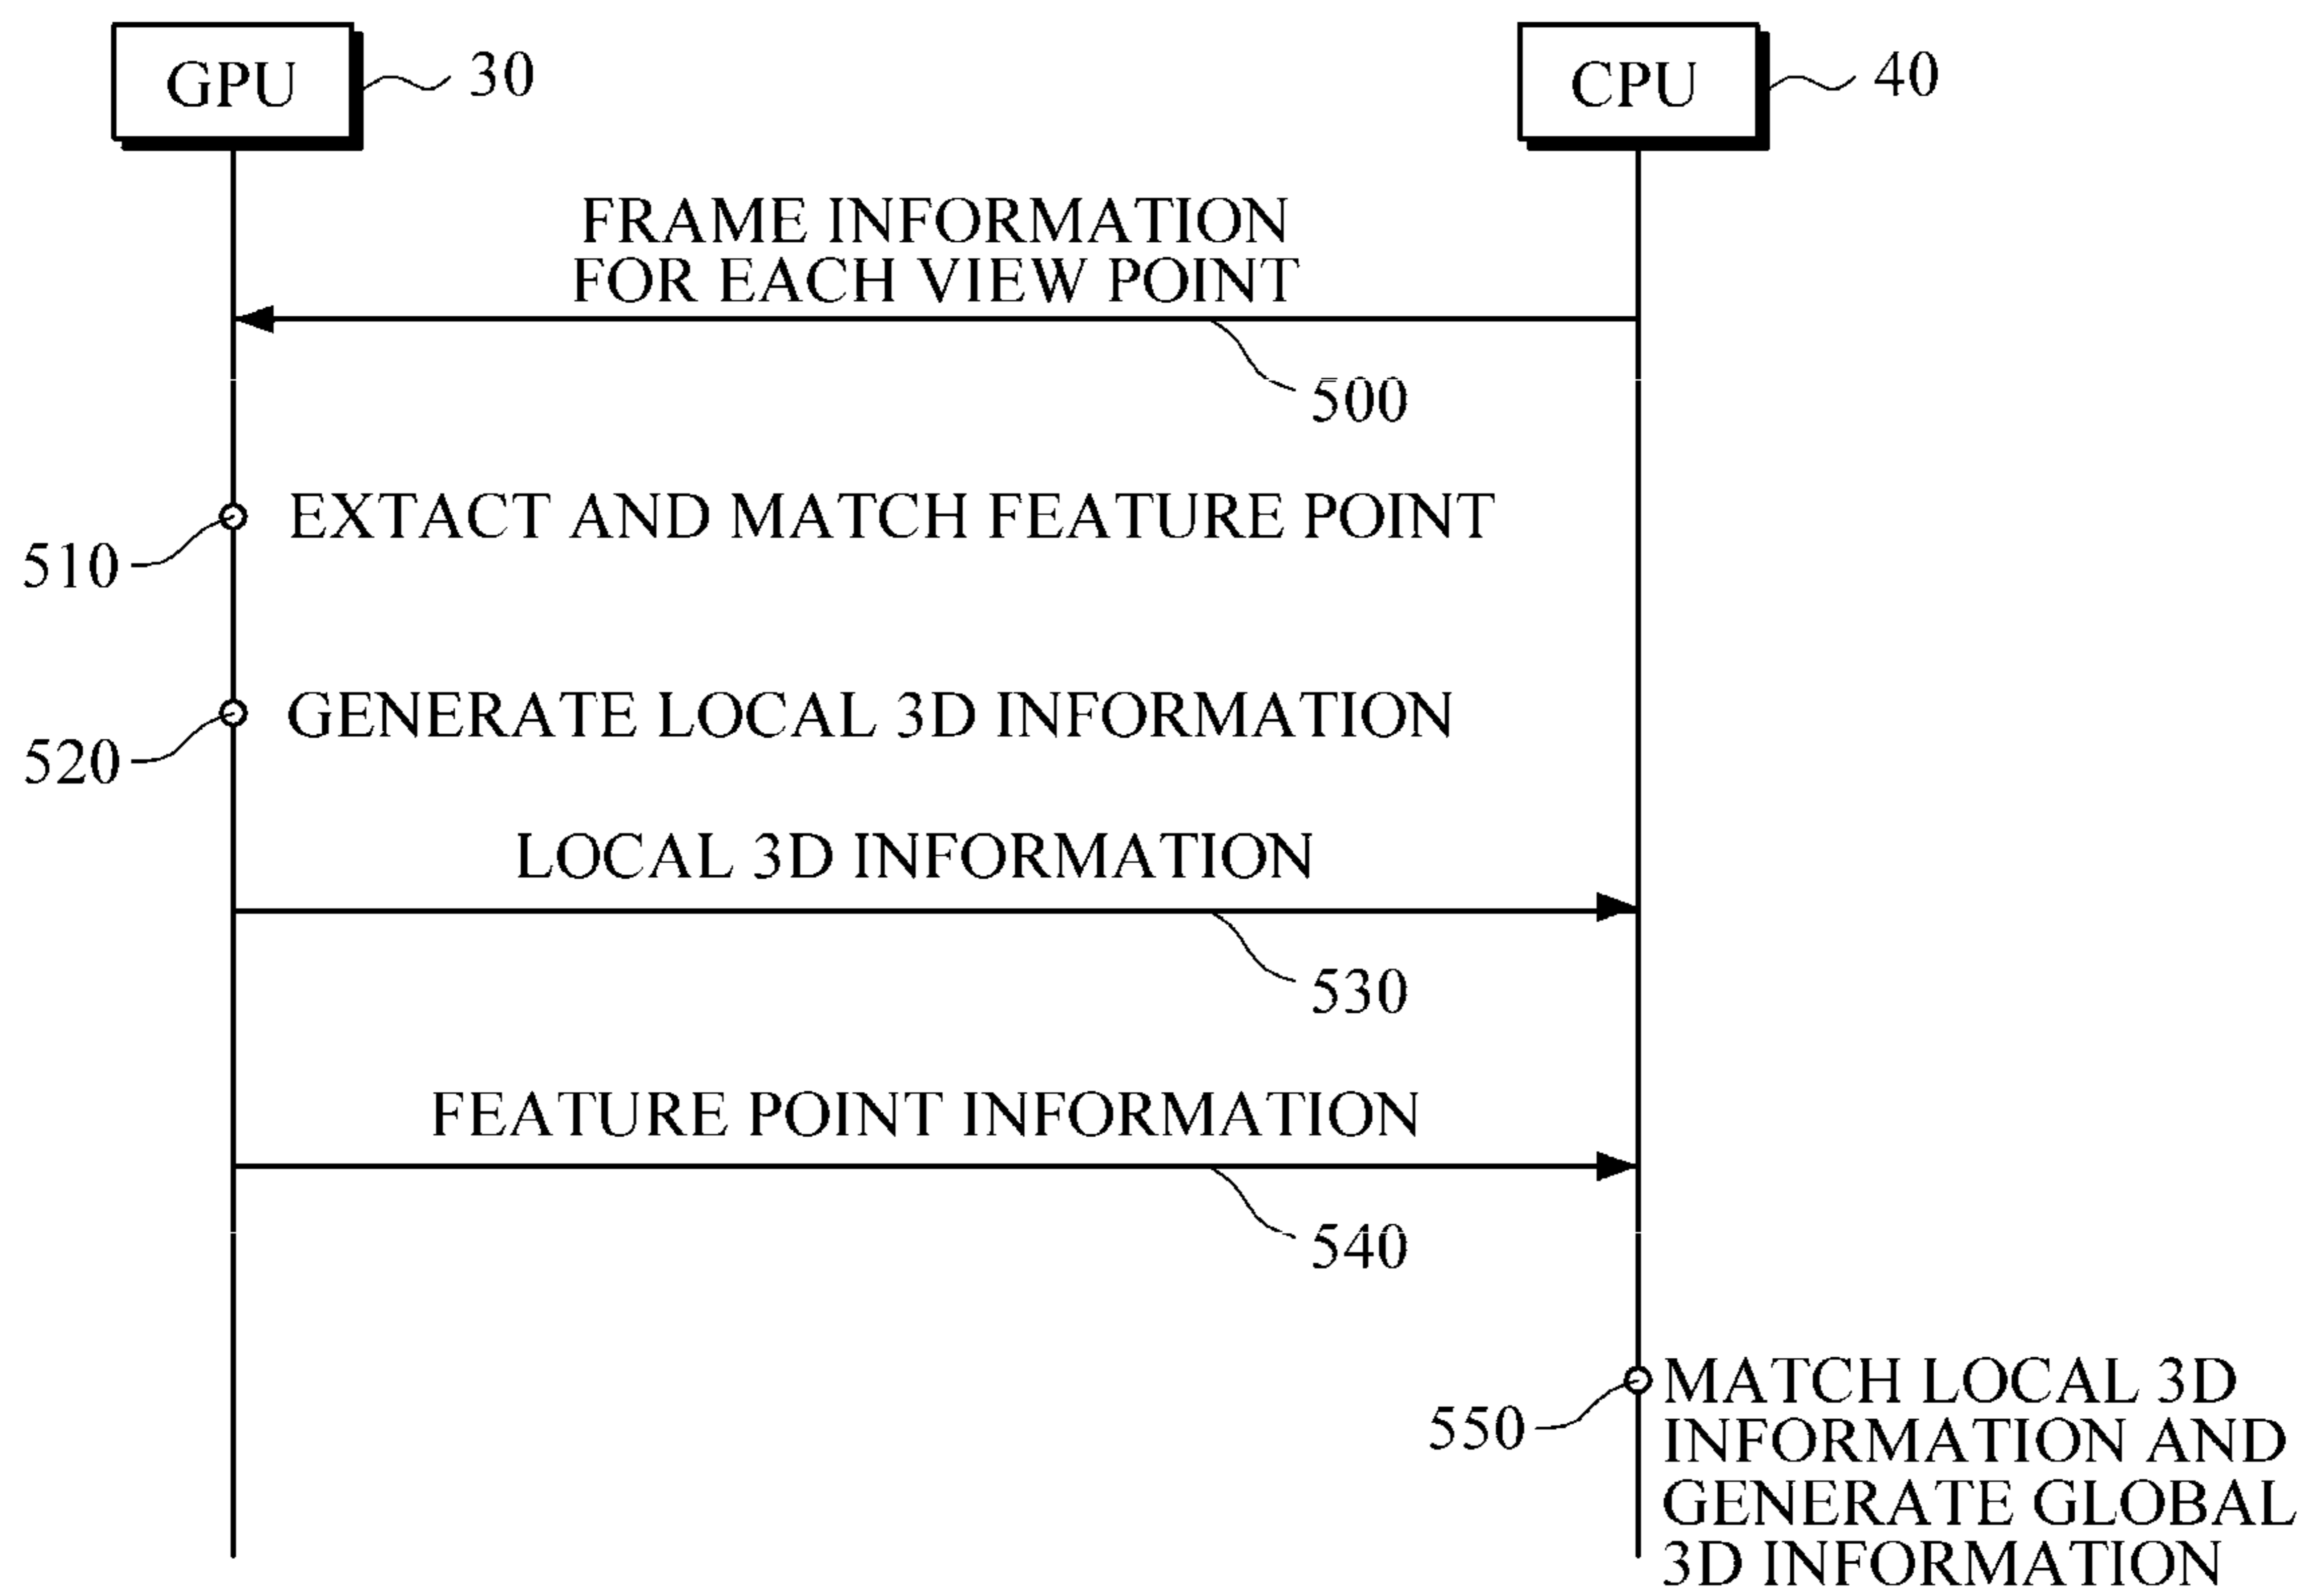 GPU
30
CPU
40
FRAME INFORMATION
FOR EACH VIEW POINT
500
EXTACT AND MATCH FEATURE POINT
510
GENERATE LOCAL 3D INFORMATION
520
LOCAL 3D INFORMATION
530
FEATURE POINT INFORMATION
540
550
MATCH LOCAL 3D
INFORMATION AND
GENERATE GLOBAL
3D INFORMATION